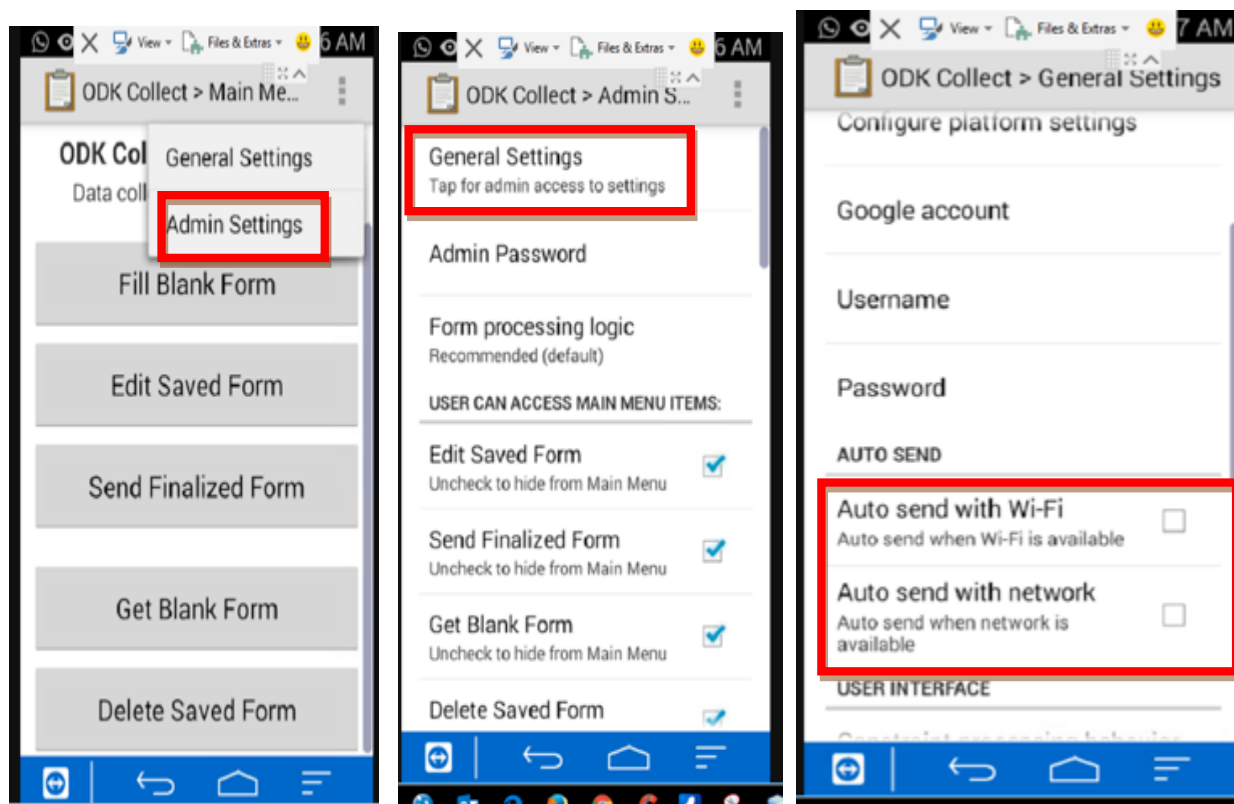 View
Files & Extras
6 AM
ODK Collect > Main Me...
ODK Col
Data coll
General Settings
Admin Settings
Fill Blank Form
Edit Saved Form
Send Finalized Form
Get Blank Form
Delete Saved Form
View
Files & Extras
6 AM
ODK Collect > Admin S...
General Settings
Tap for admin access to settings
Admin Password
Form processing logic
Recommended (default)
USER CAN ACCESS MAIN MENU ITEMS:
Edit Saved Form
Uncheck to hide from Main Menu
Send Finalized Form
Uncheck to hide from Main Menu
Get Blank Form
Uncheck to hide from Main Menu
Delete Saved Form
View
Files & Extras
7 AM
ODK Collect > General Settings
Configure platform settings
Google account
Username
Password
AUTO SEND
Auto send with Wi-Fi
Auto send when Wi-Fi is available
Auto send with network
Auto send when network is
available
USER INTERFACE